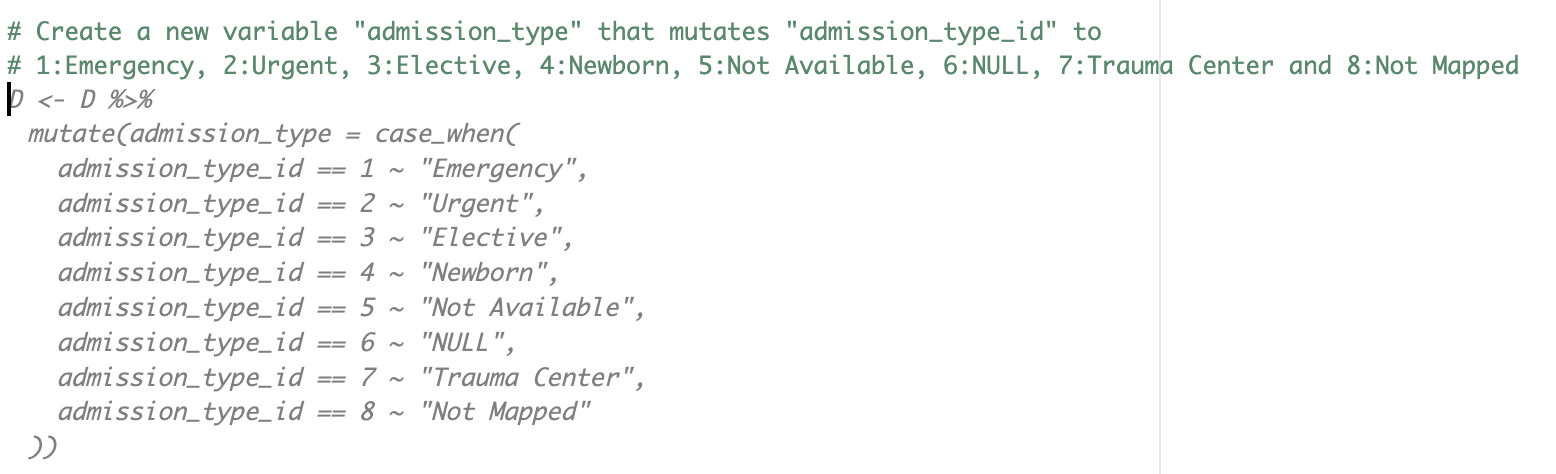 # Create a new variable "admission_type" that mutates "admission_type_id" to
# 1:Emergency, 2:Urgent, 3:Elective, 4:Newborn, 5:Not Available, 6:NULL, 7:Trauma Center and 8:Not Mapped
D <- D %>%
  mutate(admission_type = case_when(
    admission_type_id == 1 ~ "Emergency",
    admission_type_id == 2 ~ "Urgent",
    admission_type_id == 3 ~ "Elective",
    admission_type_id == 4 ~ "Newborn",
    admission_type_id == 5 ~ "Not Available",
    admission_type_id == 6 ~ "NULL",
    admission_type_id == 7 ~ "Trauma Center",
    admission_type_id == 8 ~ "Not Mapped"
  ))